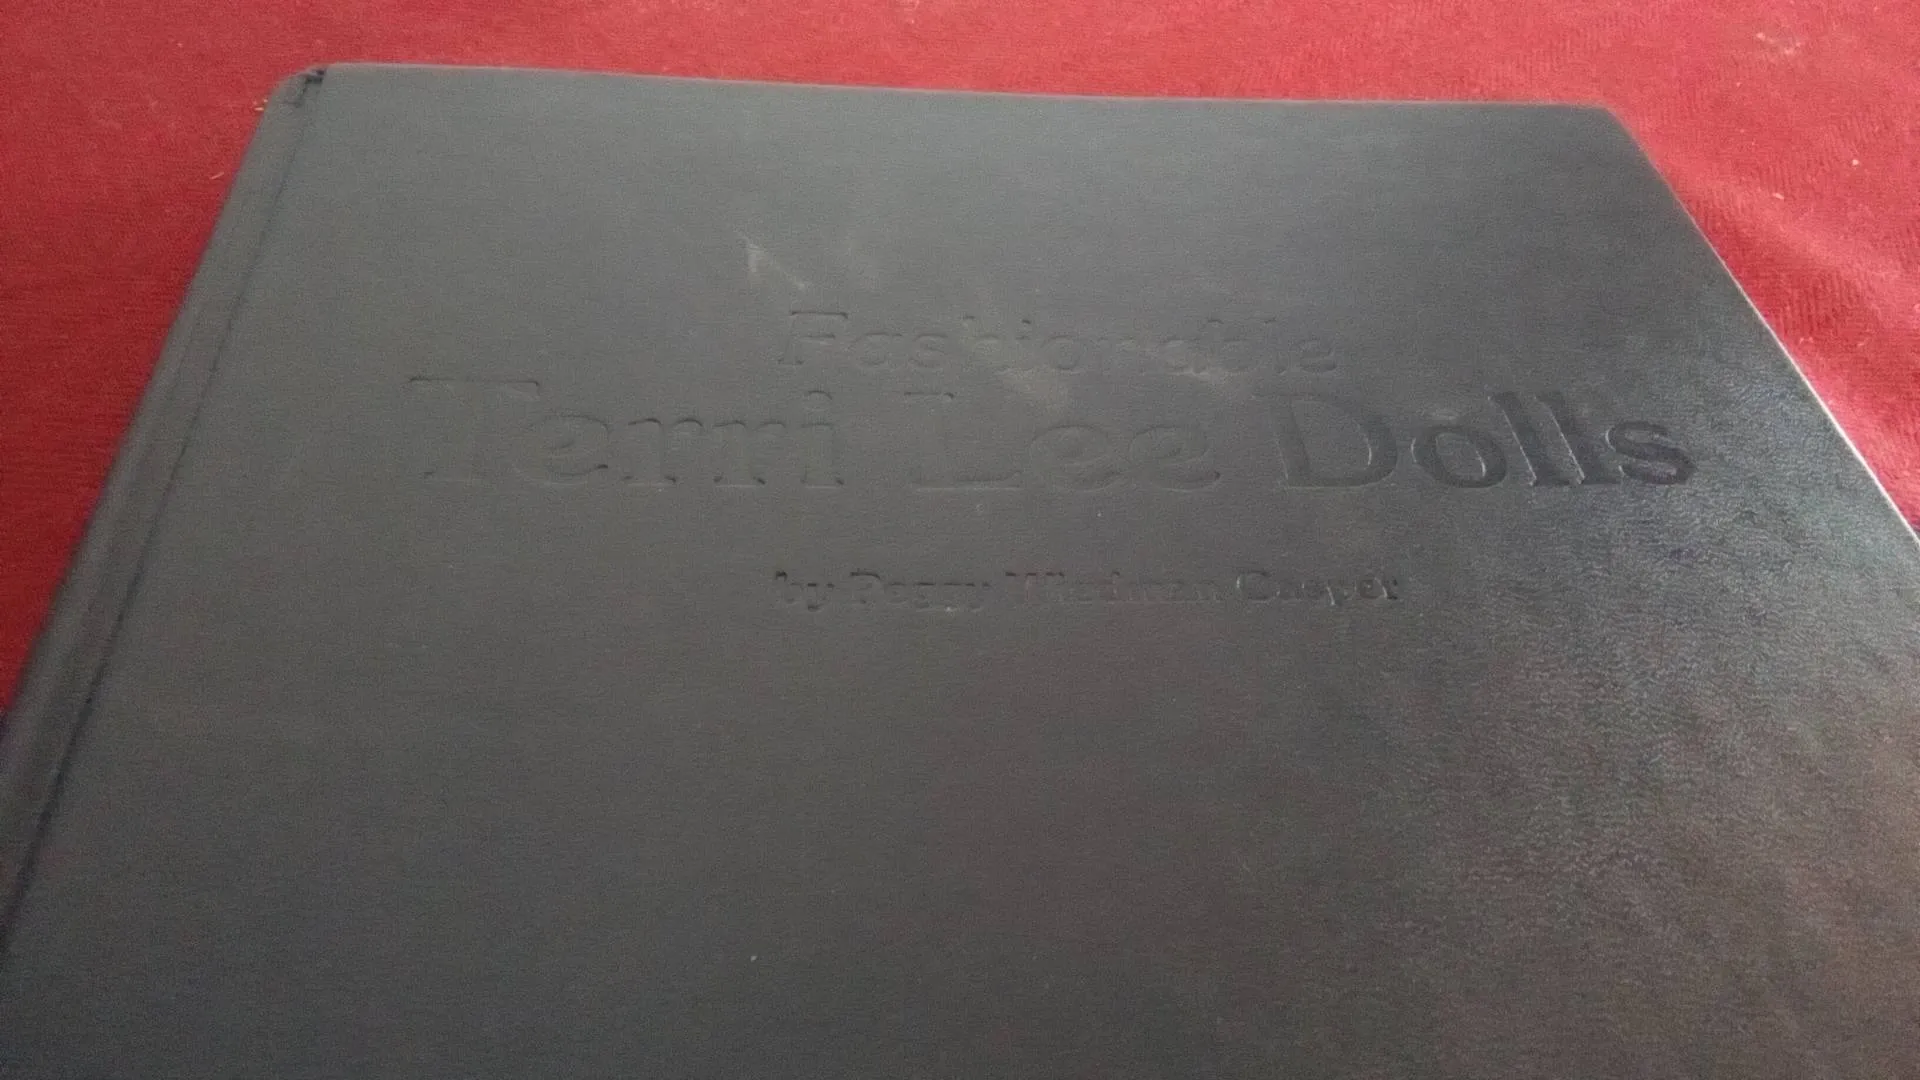 Fashionable
Terri Lee Dolls
by Peggy Wiedman Casper